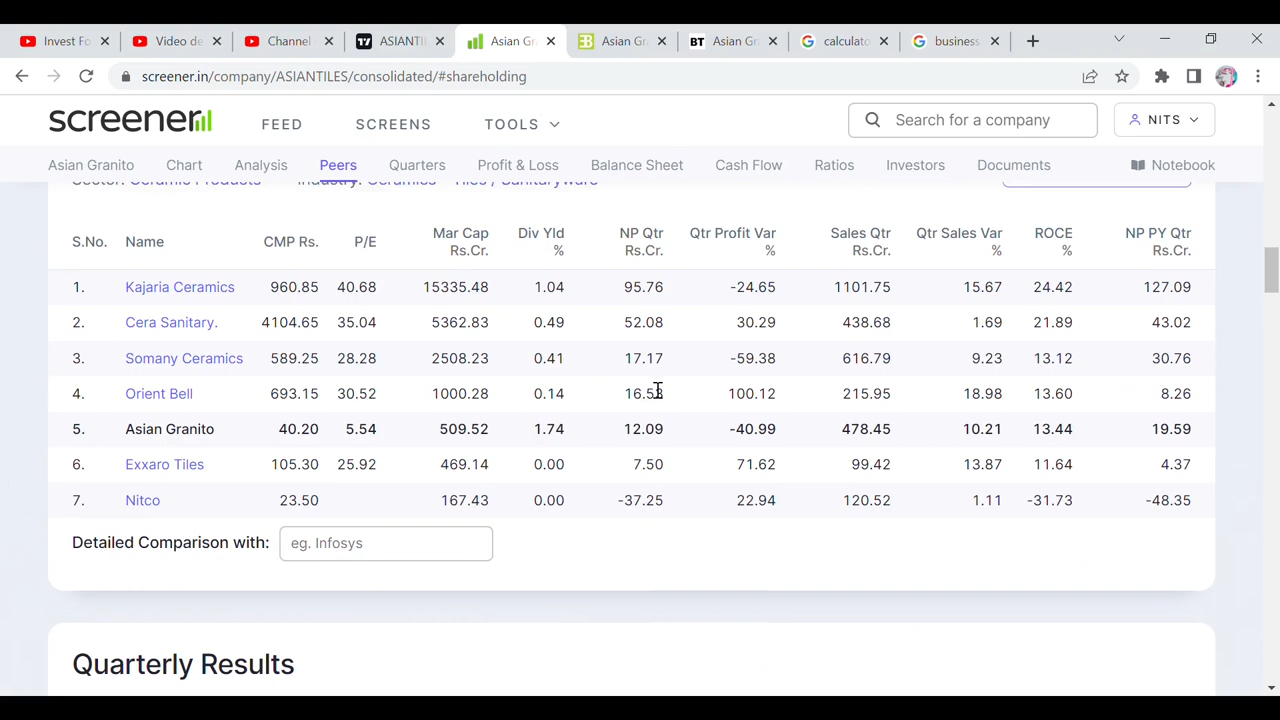 Invest Fo
Video de
Channel
ASIANTIL
Asian Gr
Asian Gr
BT Asian Gr
calculato
business
screener.in/company/ASIANTILES/consolidated/#shareholding
screener FEED SCREENS TOOLS Search for a company NITS
Asian Granito Chart Analysis Peers Quarters Profit & Loss Balance Sheet Cash Flow Ratios Investors Documents Notebook
Sector: Ceramic Products Industry: Ceramics - Tiles / Sanitaryware
S.No. Name CMP Rs. P/E Mar Cap Rs.Cr. Div Yld % NP Qtr Rs.Cr. Qtr Profit Var % Sales Qtr Rs.Cr. Qtr Sales Var % ROCE % NP PY Qtr Rs.Cr.
1. Kajaria Ceramics 960.85 40.68 15335.48 1.04 95.76 -24.65 1101.75 15.67 24.42 127.09
2. Cera Sanitary. 4104.65 35.04 5362.83 0.49 52.08 30.29 438.68 1.69 21.89 43.02
3. Somany Ceramics 589.25 28.28 2508.23 0.41 17.17 -59.38 616.79 9.23 13.12 30.76
4. Orient Bell 693.15 30.52 1000.28 0.14 100.12 215.95 18.98 13.60 8.26
5. Asian Granito 40.20 5.54 509.52 1.74 12.09 -40.99 478.45 10.21 13.44 19.59
6. Exxaro Tiles 105.30 25.92 469.14 0.00 7.50 71.62 99.42 13.87 11.64 4.37
7. Nitco 23.50 167.43 0.00 -37.25 22.94 120.52 1.11 -31.73 -48.35
Detailed Comparison with: eg. Infosys
Quarterly Results